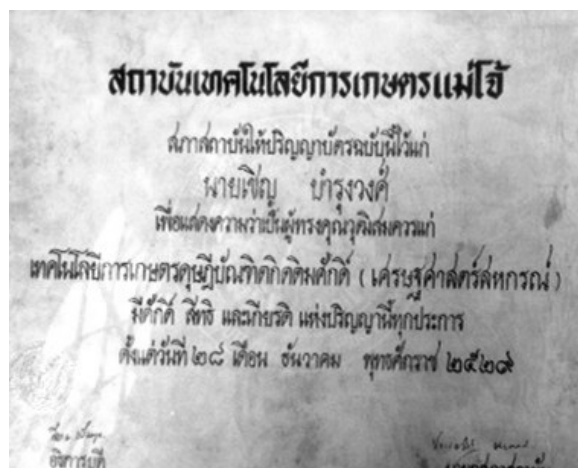 สถาบันเทคโนโลยีการเกษตรแม่โจ้
สภาสถาบันให้ปริญญาบัตรฉบับนี้ไว้แก่
นายเชิญ บำรุงวงศ์
เพื่อแสดงความว่าเป็นผู้ทรงคุณวุฒิสมควรแก่
เทคโนโลยีการเกษตรดุษฎีบัณฑิตกิตติมศักดิ์ (เศรษฐศาสตร์สหกรณ์)
มีศักดิ์ สิทธิ และเกียรติ แห่งปริญญานี้ทุกประการ
ตั้งแต่วันที่ ๒๘ เดือน ธันวาคม พุทธศักราช ๒๕๒๙
อธิการบดี